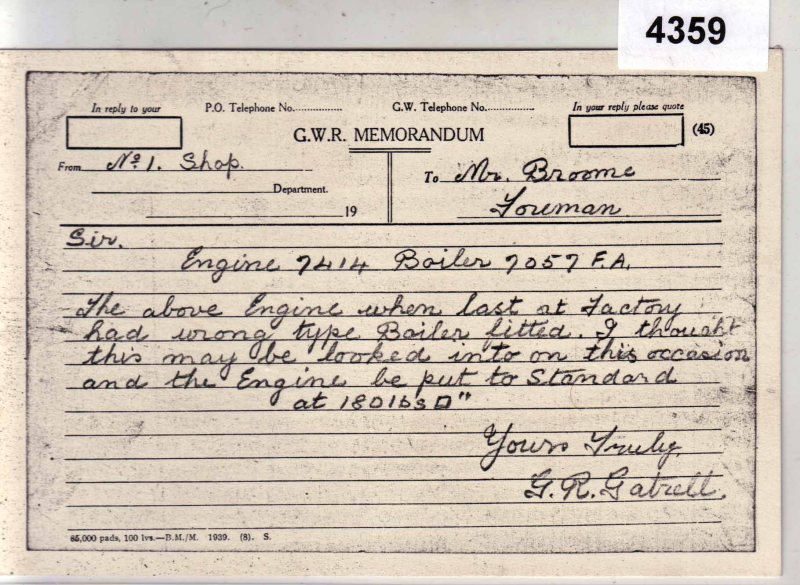 4359
In reply to your P.O. Telephone No............... G.W. Telephone No............... In your reply please quote
G.W.R. MEMORANDUM (45)
From No 1. Shop. To Mr. Broome
Department.
19 Foreman
Sir.
Engine 7414 Boiler 7057 F.A.
The above Engine when last at Factory
had wrong type Boiler fitted. I thought
this may be looked into on this occasion
and the Engine be put to Standard
at 180lbs □"
Yours Truly
G. R. Gatrell.
85,000 pads, 100 lvs.—B.M./M. 1939. (8). S.